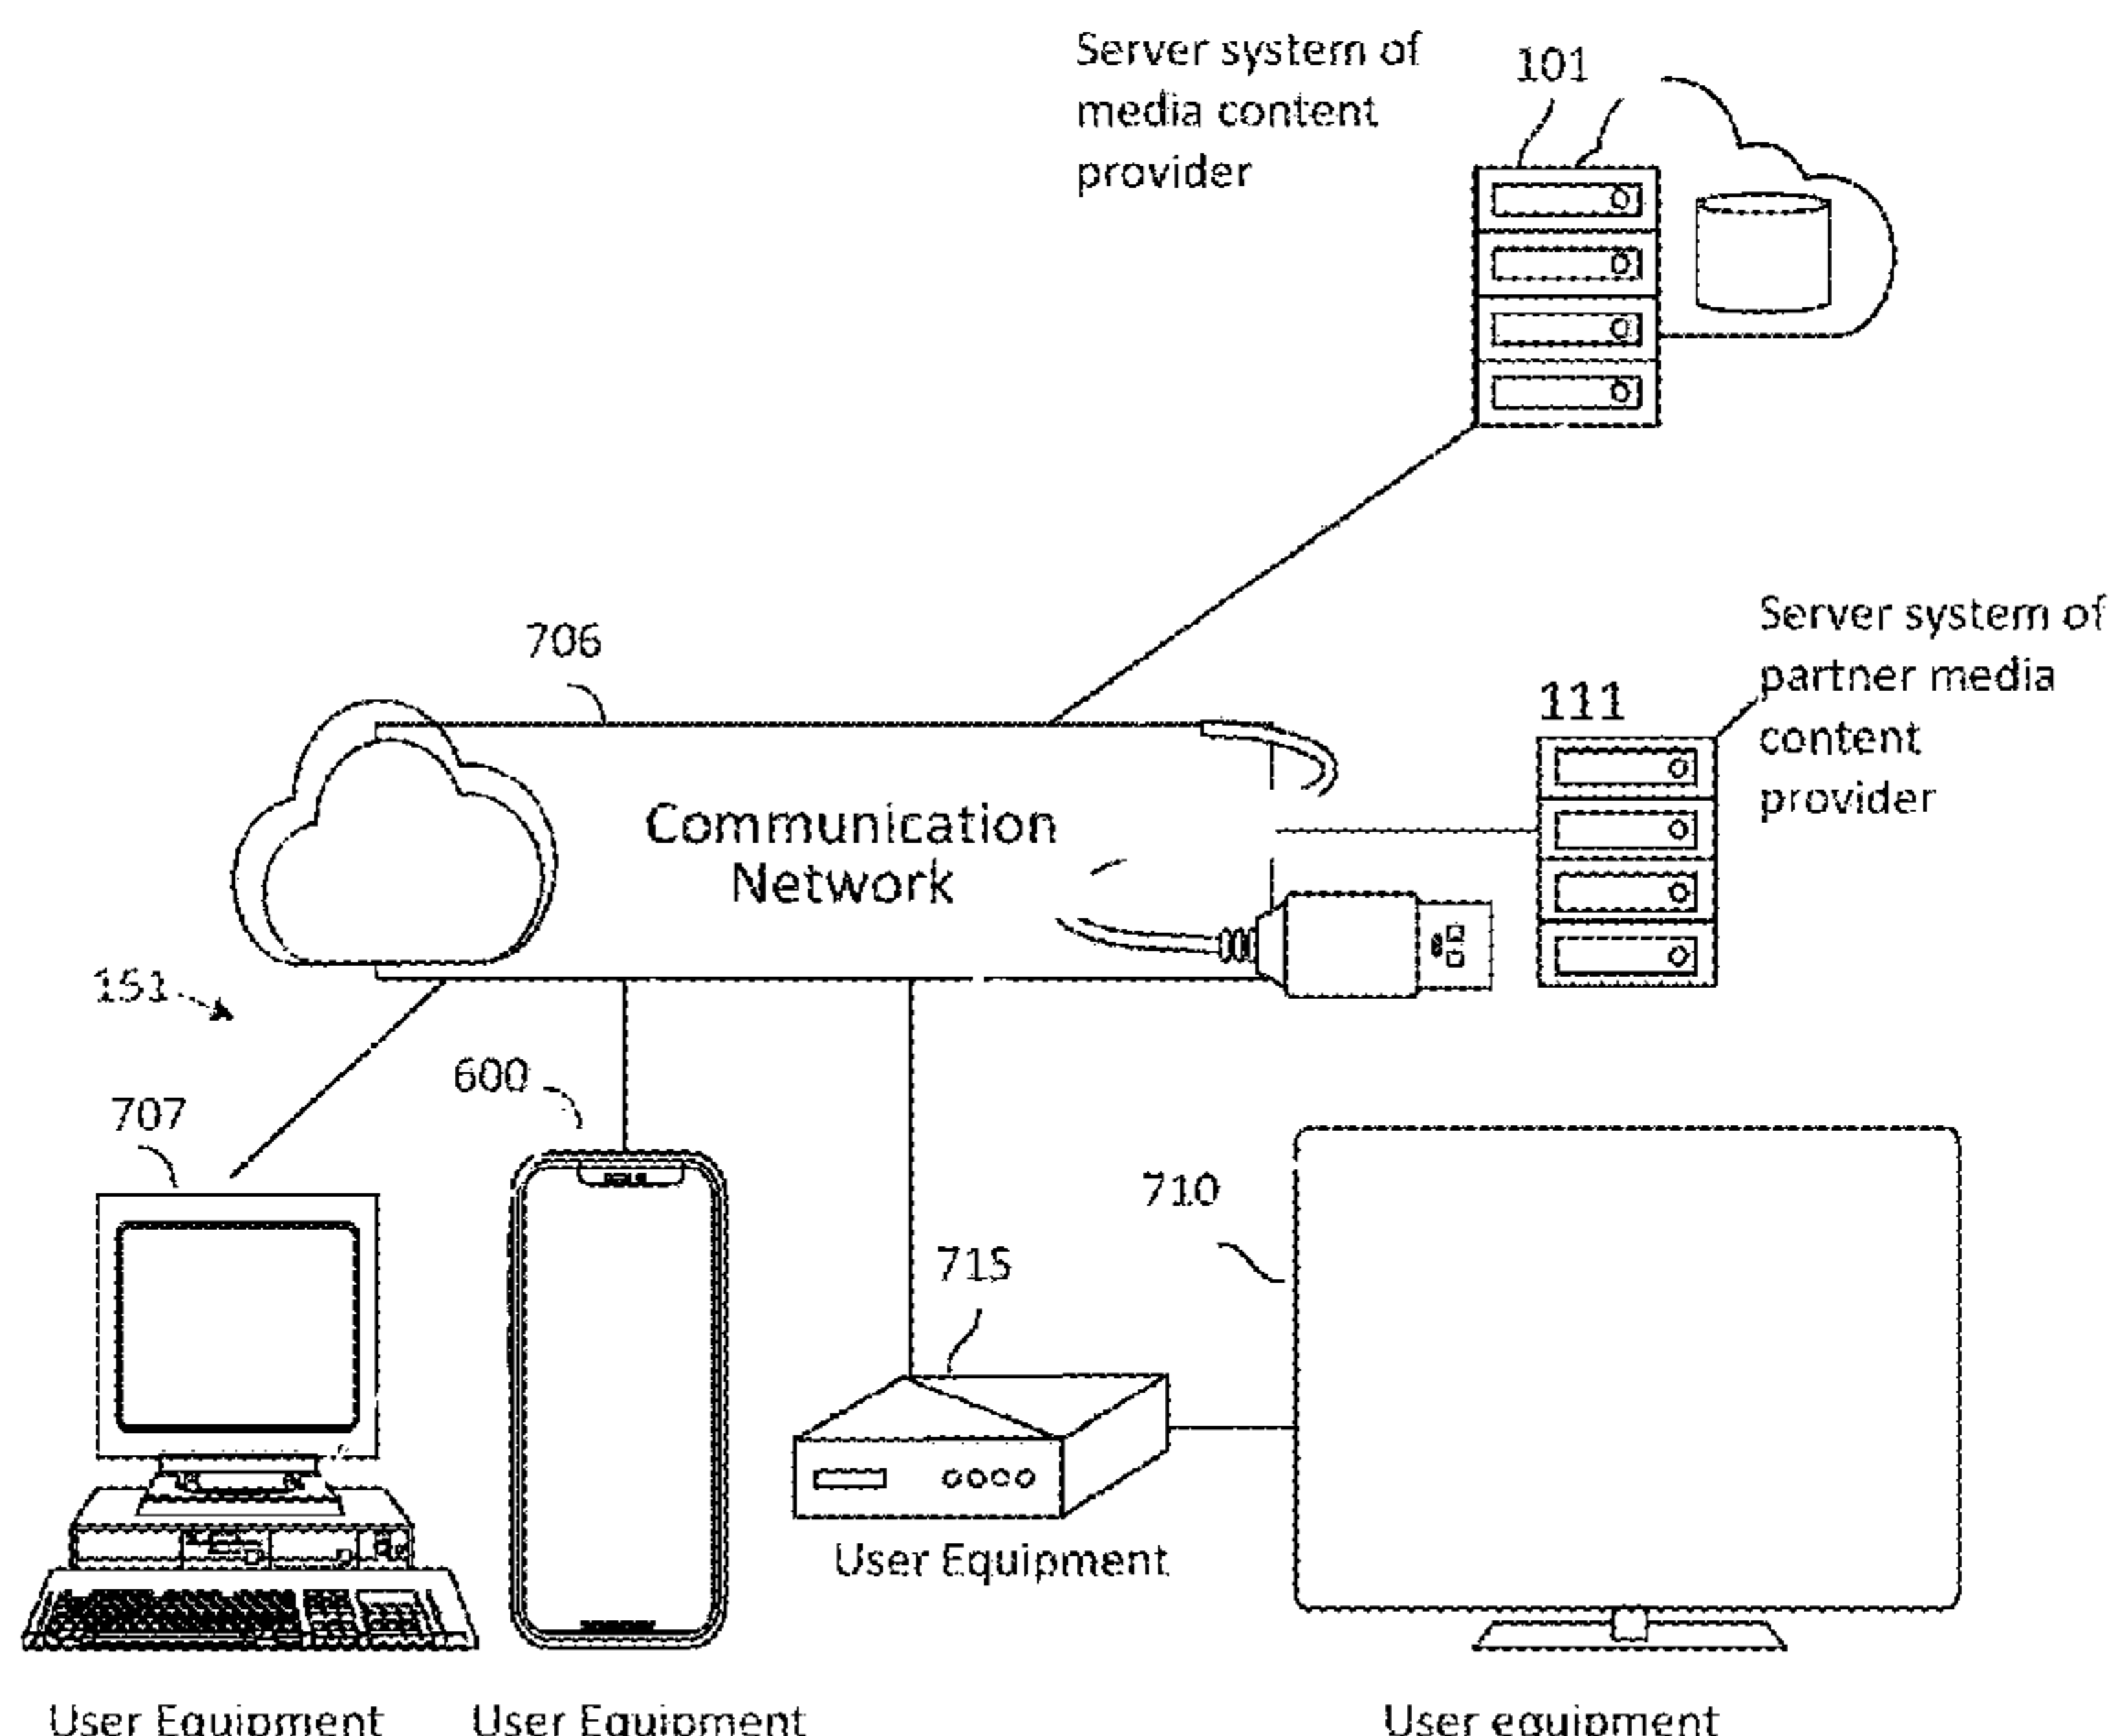 Server system of
media content
provider
101
706
Server system of
partner media
content
provider
111
Communication
Network
151
600
707
710
715
User Equipment
User Equipment
User Equipment
User equipment